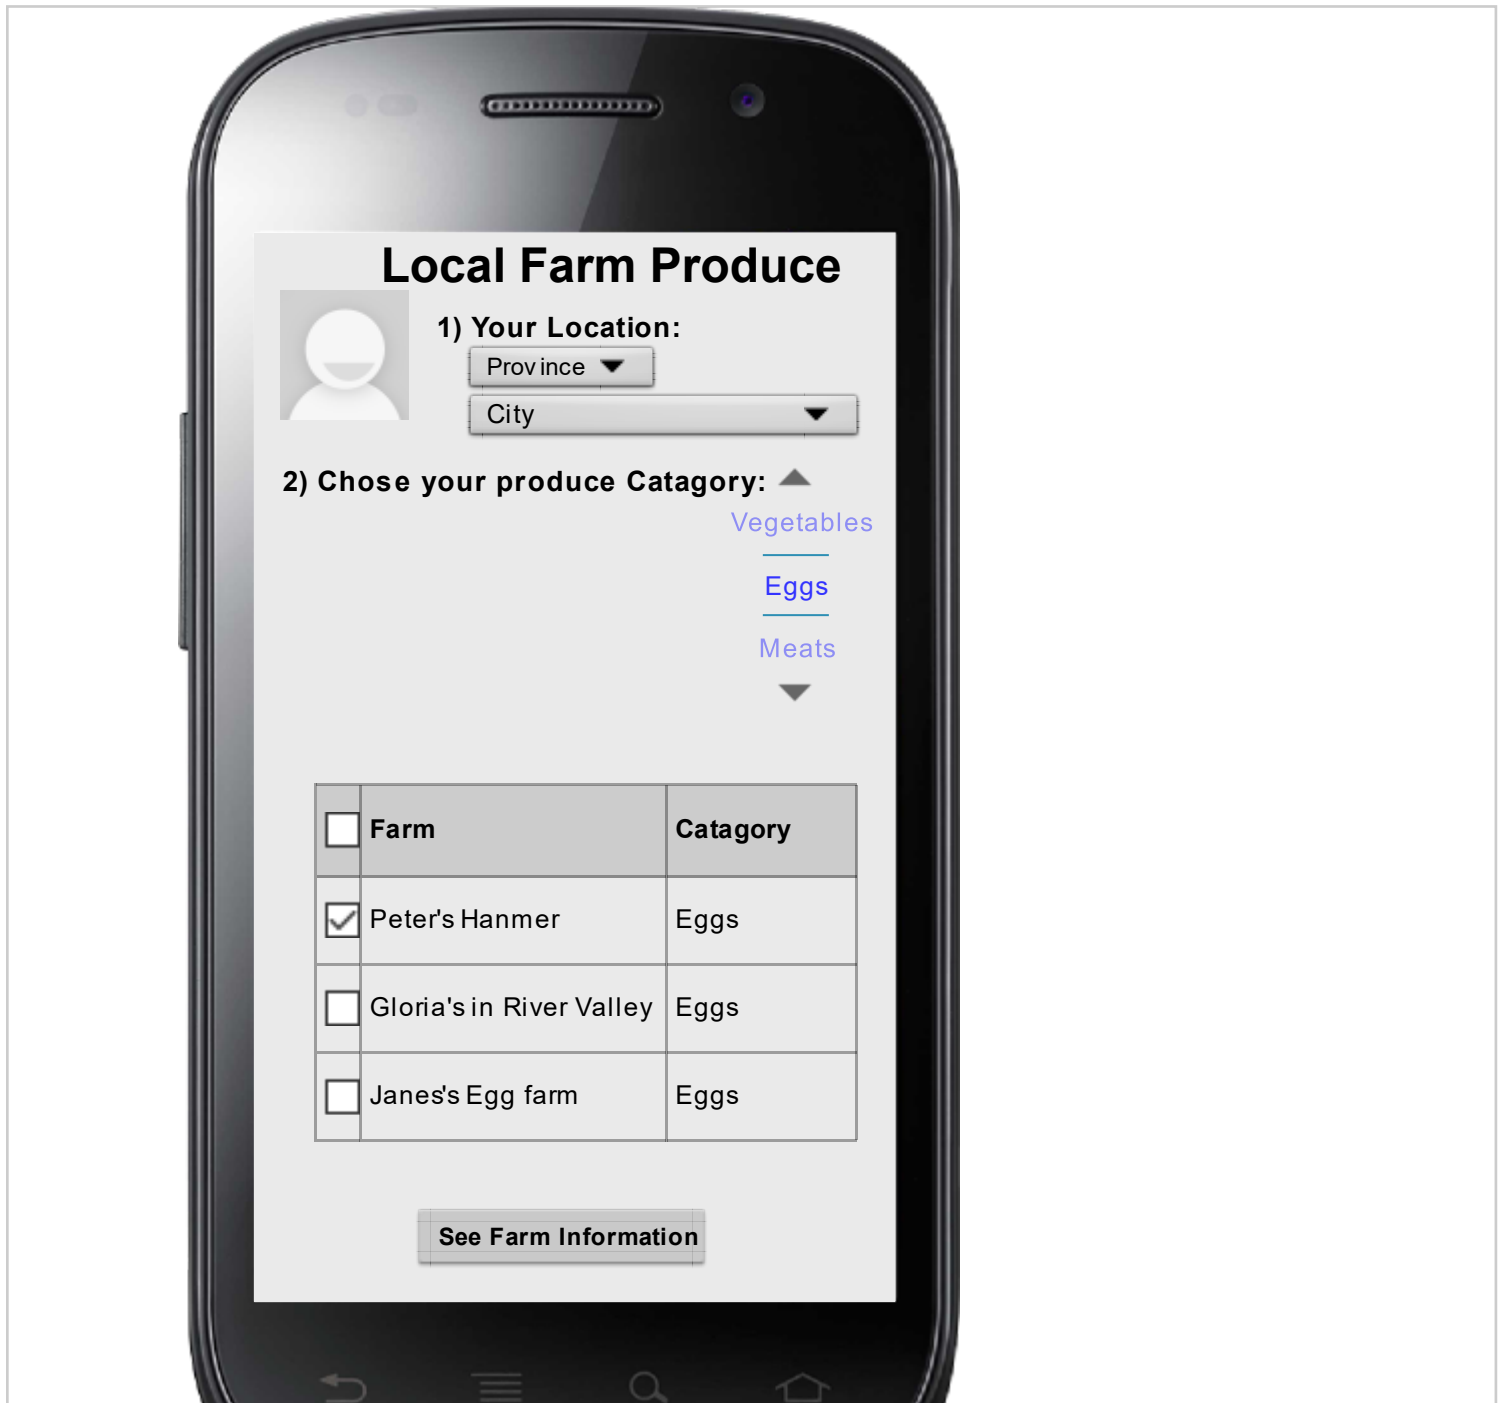 Local Farm Produce
1) Your Location:
Province
City
2) Chose your produce Catagory:
Vegetables
Eggs
Meats
Farm Catagory
Peter's Hanmer Eggs
Gloria's in River Valley Eggs
Janes's Egg farm Eggs
See Farm Information